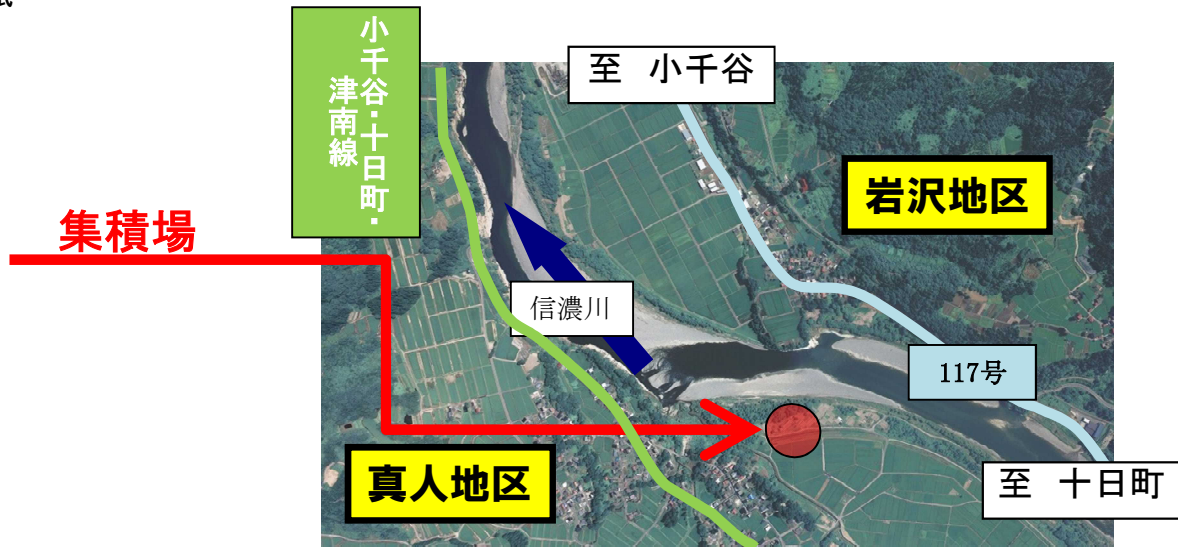 小千谷・十日町・
津南線
至 小千谷
岩沢地区
集積場
信濃川
117号
真人地区
至 十日町